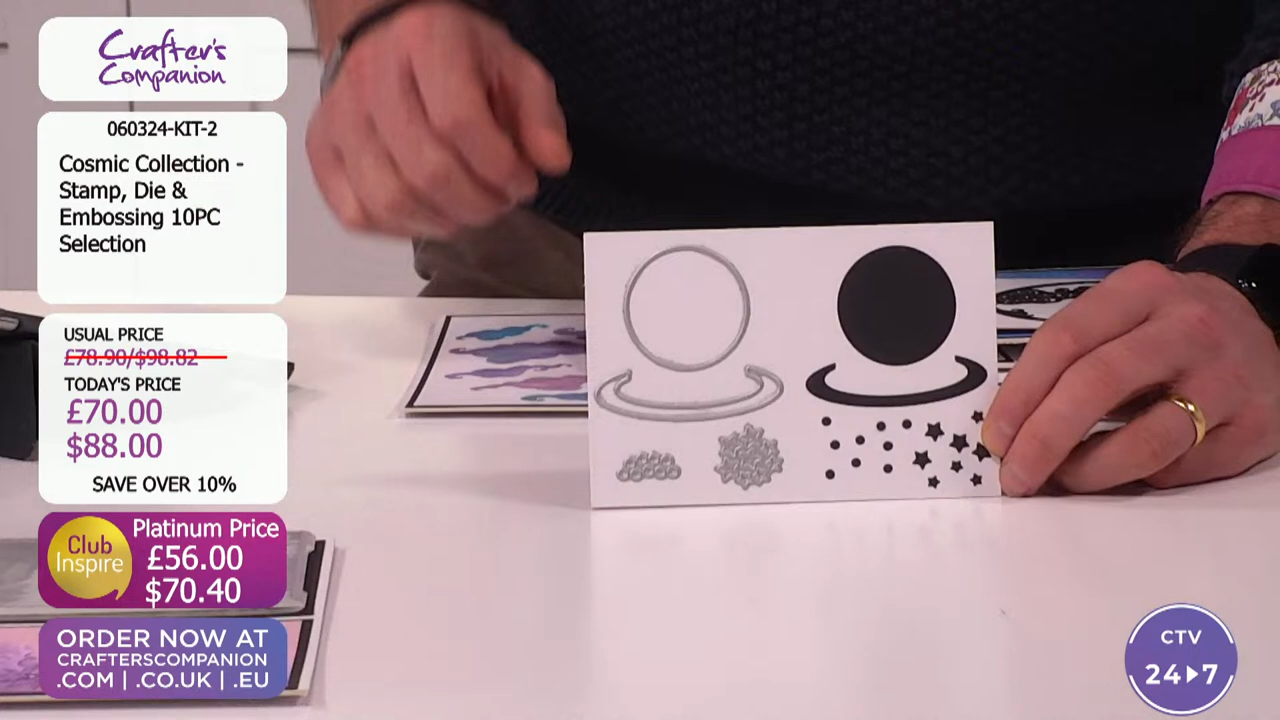 Crafter's
Companion
060324-KIT-2
Cosmic Collection -
Stamp, Die &
Embossing 10PC
Selection
USUAL PRICE
£78.90/$98.82
TODAY'S PRICE
£70.00
$88.00
SAVE OVER 10%
Club
Inspire
Platinum Price
£56.00
$70.40
ORDER NOW AT
CRAFTERSCOMPANION
.COM | .CO.UK | .EU
CTV
24▶7